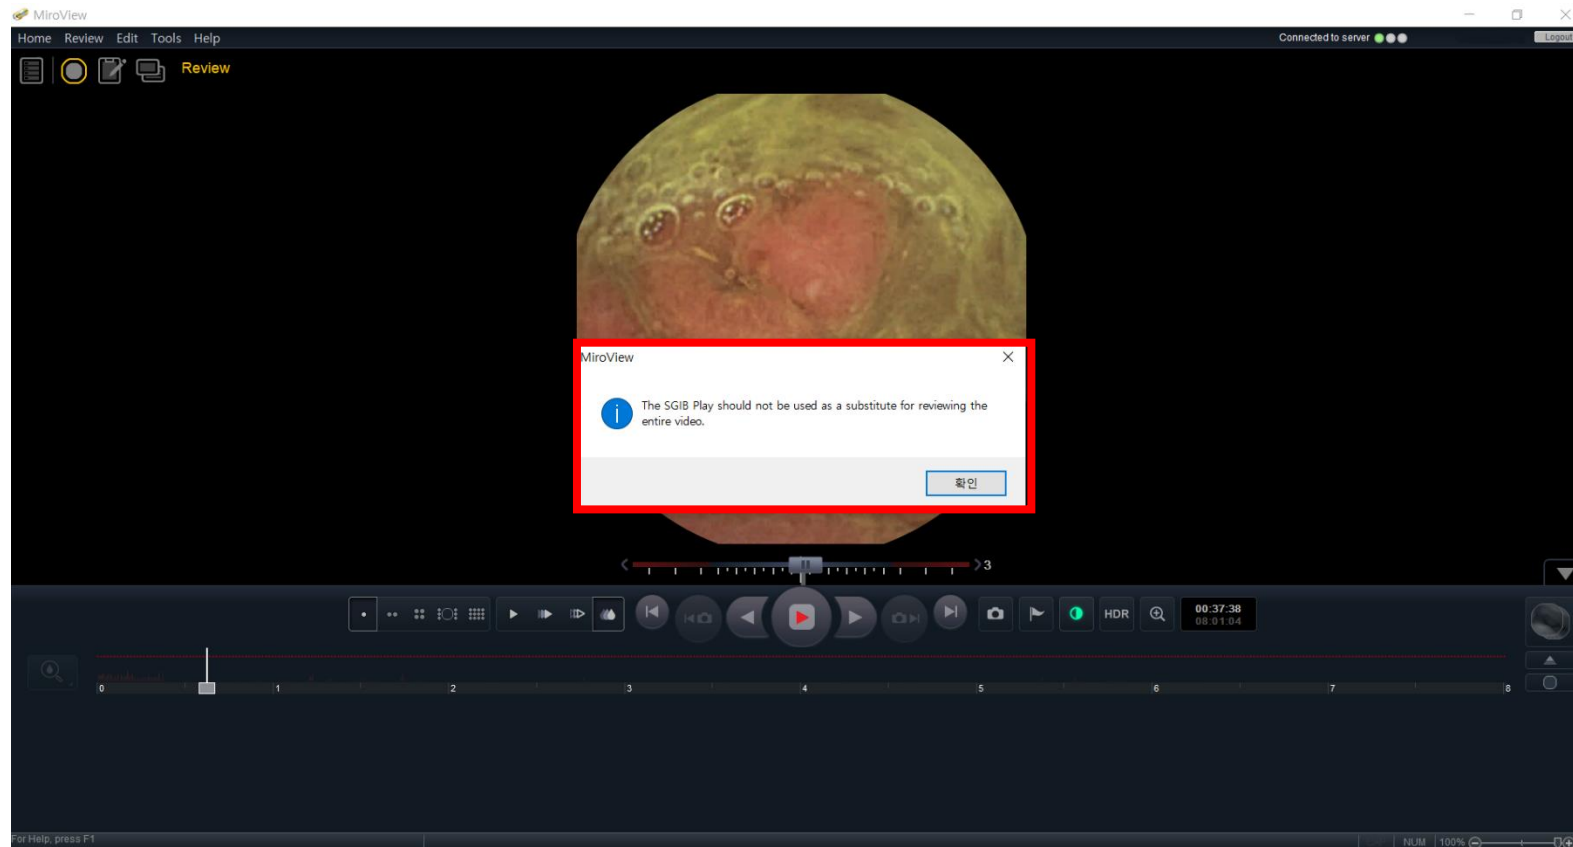 MiroView
Home Review Edit Tools Help
Connected to server
Logout
Review
MiroView
The SGIB Play should not be used as a substitute for reviewing the
entire video.
확인
3
HDR
00:37:38
08:01:04
0 1 2 3 4 5 6 7 8
For Help, press F1
NUM 100%